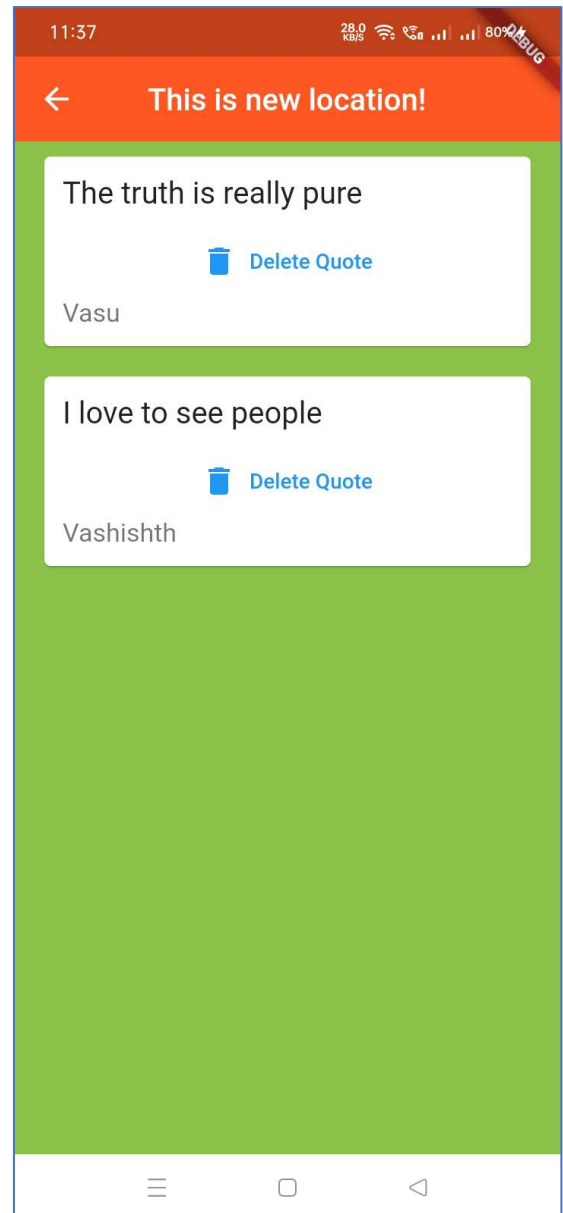 11:37 28.0 KB/S 80% DEBUG
This is new location!
The truth is really pure
Delete Quote
Vasu
I love to see people
Delete Quote
Vashishth